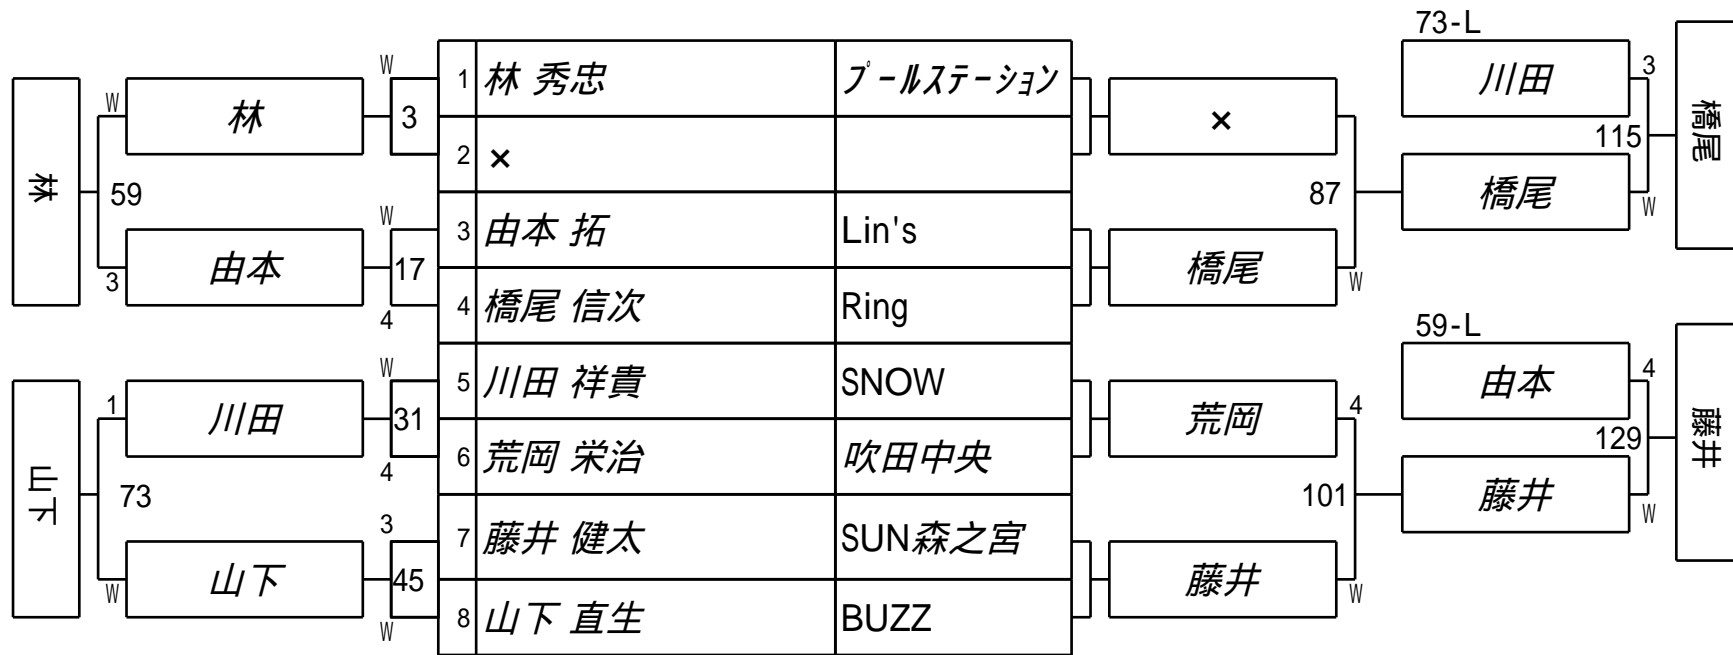 73-L
W
1 林 秀忠 プールステーション
川田
3
W
林
3
×
115
橋尾
2 ×
林
59
87
橋尾
W
W
3 由本 拓 Lin's
由本
17
橋尾
W
3
4
4 橋尾 信次 Ring
59-L
W
5 川田 祥貴 SNOW
由本
4
1
川田
31
荒岡
4
129
藤井
4
6 荒岡 栄治 吹田中央
山下
73
101
藤井
W
3
7 藤井 健太 SUN森之宮
山下
45
藤井
W
W
W
8 山下 直生 BUZZ